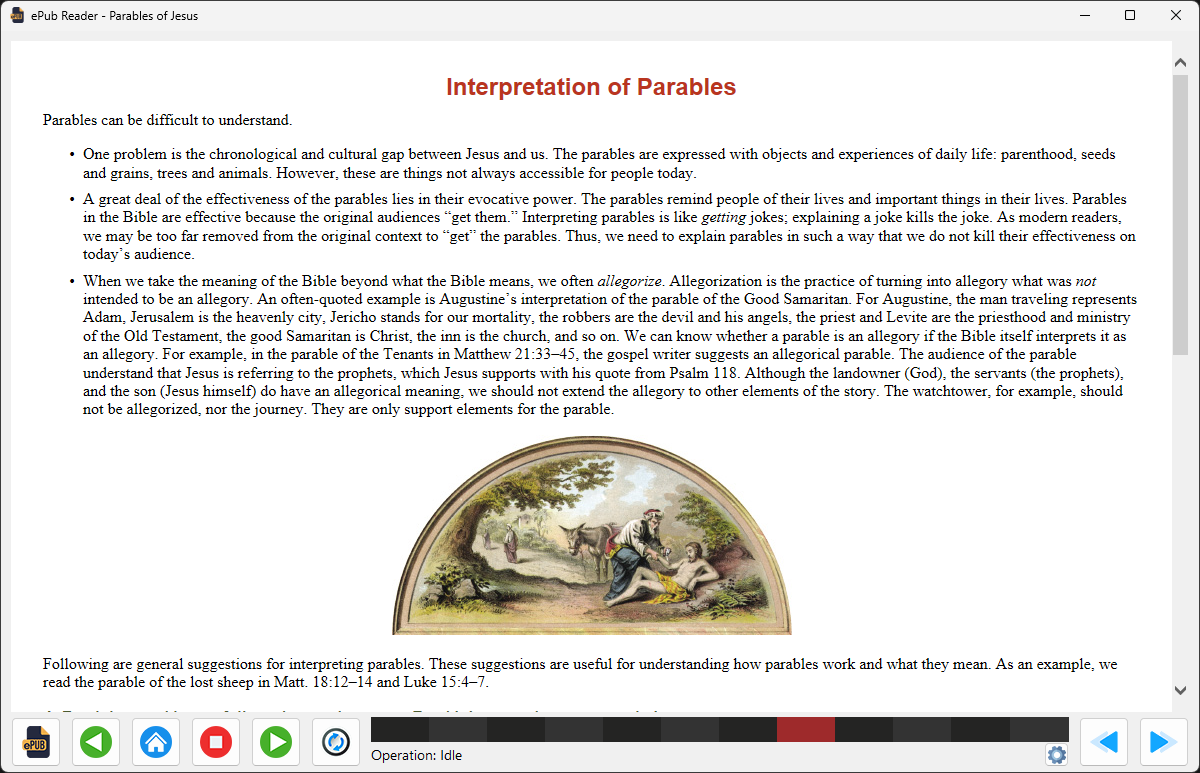 ePub Reader - Parables of Jesus
Interpretation of Parables
Parables can be difficult to understand.
• One problem is the chronological and cultural gap between Jesus and us. The parables are expressed with objects and experiences of daily life: parenthood, seeds
and grains, trees and animals. However, these are things not always accessible for people today.
• A great deal of the effectiveness of the parables lies in their evocative power. The parables remind people of their lives and important things in their lives. Parables
in the Bible are effective because the original audiences “get them.” Interpreting parables is like getting jokes; explaining a joke kills the joke. As modern readers,
we may be too far removed from the original context to “get” the parables. Thus, we need to explain parables in such a way that we do not kill their effectiveness on
today’s audience.
• When we take the meaning of the Bible beyond what the Bible means, we often allegorize. Allegorization is the practice of turning into allegory what was not
intended to be an allegory. An often-quoted example is Augustine’s interpretation of the parable of the Good Samaritan. For Augustine, the man traveling represents
Adam, Jerusalem is the heavenly city, Jericho stands for our mortality, the robbers are the devil and his angels, the priest and Levite are the priesthood and ministry
of the Old Testament, the good Samaritan is Christ, the inn is the church, and so on. We can know whether a parable is an allegory if the Bible itself interprets it as
an allegory. For example, in the parable of the Tenants in Matthew 21:33–45, the gospel writer suggests an allegorical parable. The audience of the parable
understand that Jesus is referring to the prophets, which Jesus supports with his quote from Psalm 118. Although the landowner (God), the servants (the prophets),
and the son (Jesus himself) do have an allegorical meaning, we should not extend the allegory to other elements of the story. The watchtower, for example, should
not be allegorized, nor the journey. They are only support elements for the parable.
Following are general suggestions for interpreting parables. These suggestions are useful for understanding how parables work and what they mean. As an example, we
read the parable of the lost sheep in Matt. 18:12–14 and Luke 15:4–7.
ePUB
Operation: Idle